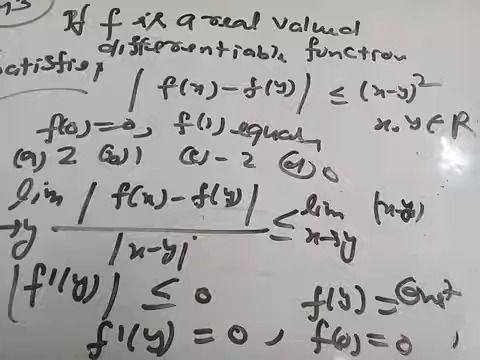 If f is a real valued
differentiable function
satisfies
|f(x)-f(y)| ≤ (x-y)²
x, y ∈ R
f(0)=0, f(1) equal,
(a) 2 (b) 1 (c) -2 (d) 0
lim |f(x)-f(y)| / |x-y| ≤ lim x→y |x-y|
→y
|f'(y)| ≤ 0 f(y) = const
f'(y) = 0, f(0) = 0,